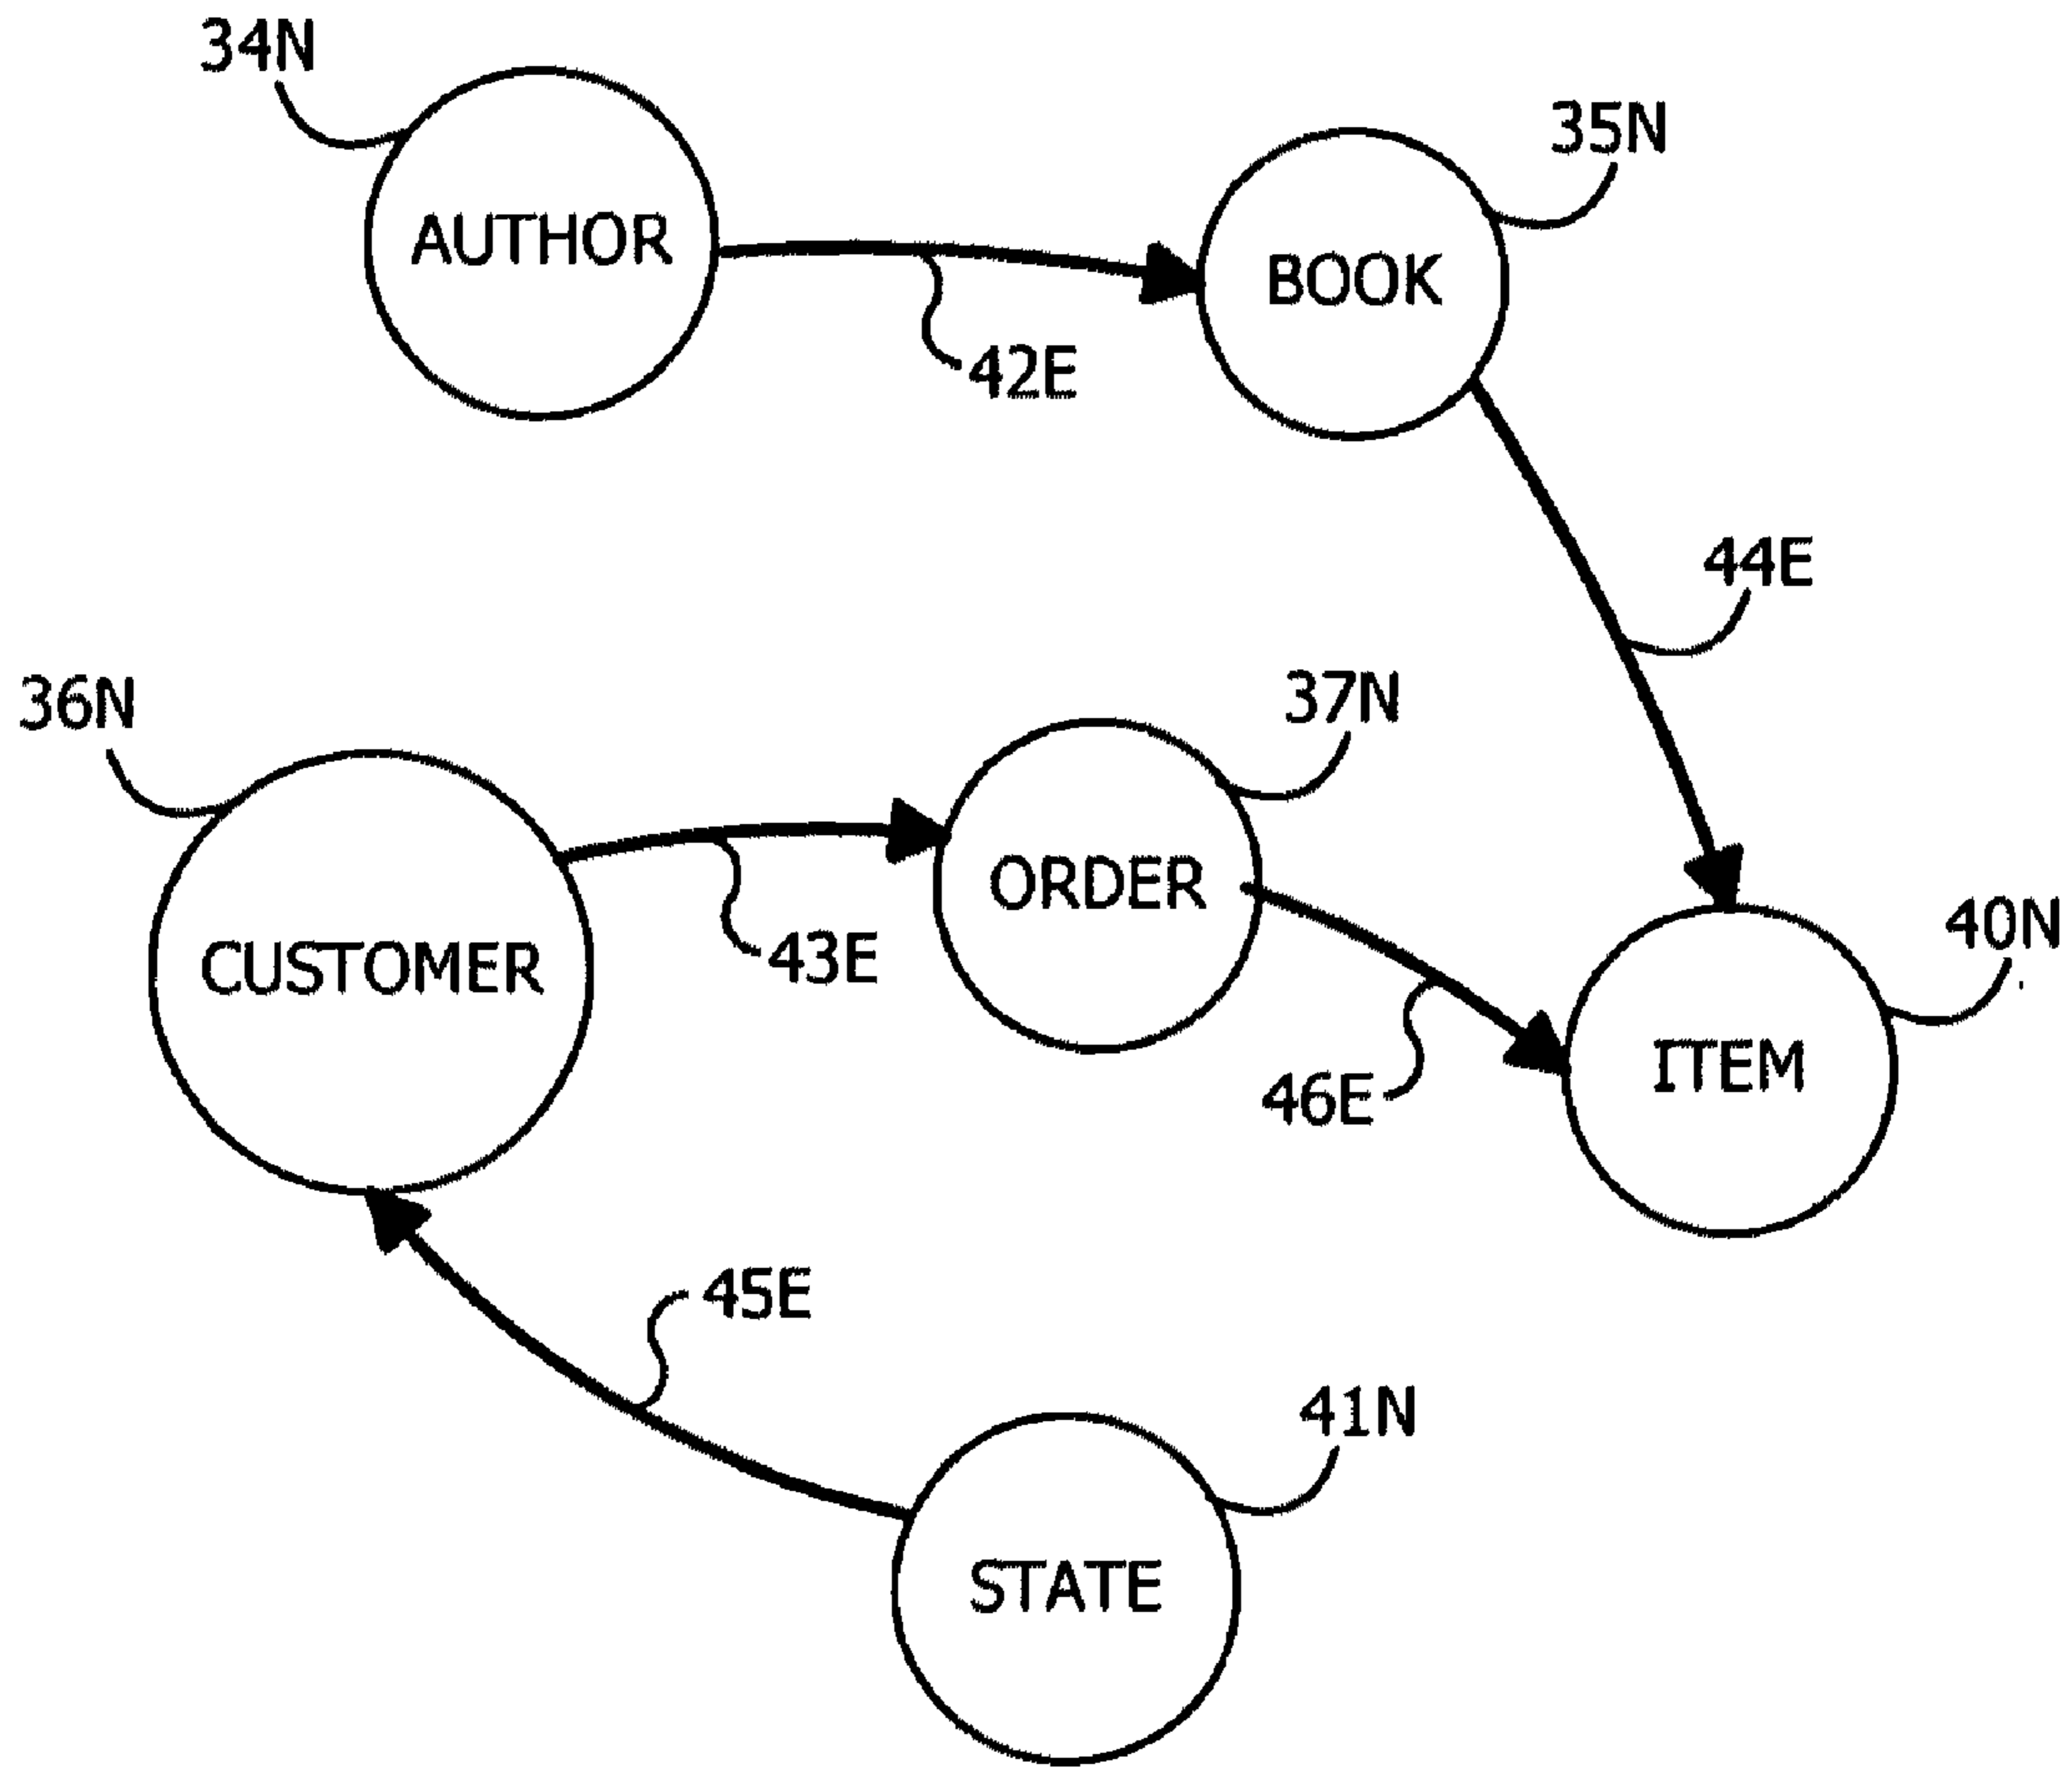 34N
35N
AUTHOR
BOOK
42E
44E
36N
37N
ORDER
40N
CUSTOMER
43E
ITEM
46E
45E
41N
STATE